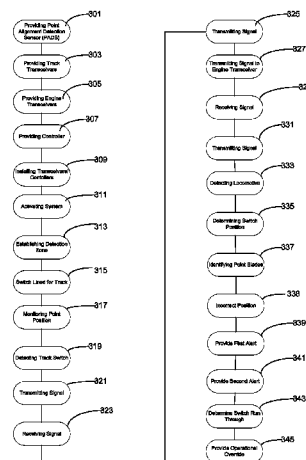 301
Providing Point
Alignment Detection
Sensor (PADS)
303
Providing Track
Transceivers
305
Providing Engine
Transceivers
307
Providing Controller
309
Installing Transceivers/
Controllers
311
Activating System
313
Establishing Detection
Zone
315
Switch Lined for Track
317
Monitoring Point
Position
319
Detecting Track Switch
321
Transmitting Signal
323
Receiving Signal
325
Transmitting Signal
327
Transmitting Signal to
Engine Transceiver
Receiving Signal
331
Transmitting Signal
333
Detecting Locomotive
335
Determining Switch
Position
337
Identifying Point Blades
338
Incorrect Position
339
Provide First Alert
341
Provide Second Alert
343
Determine Switch Run
Through
345
Provide Operational
Override